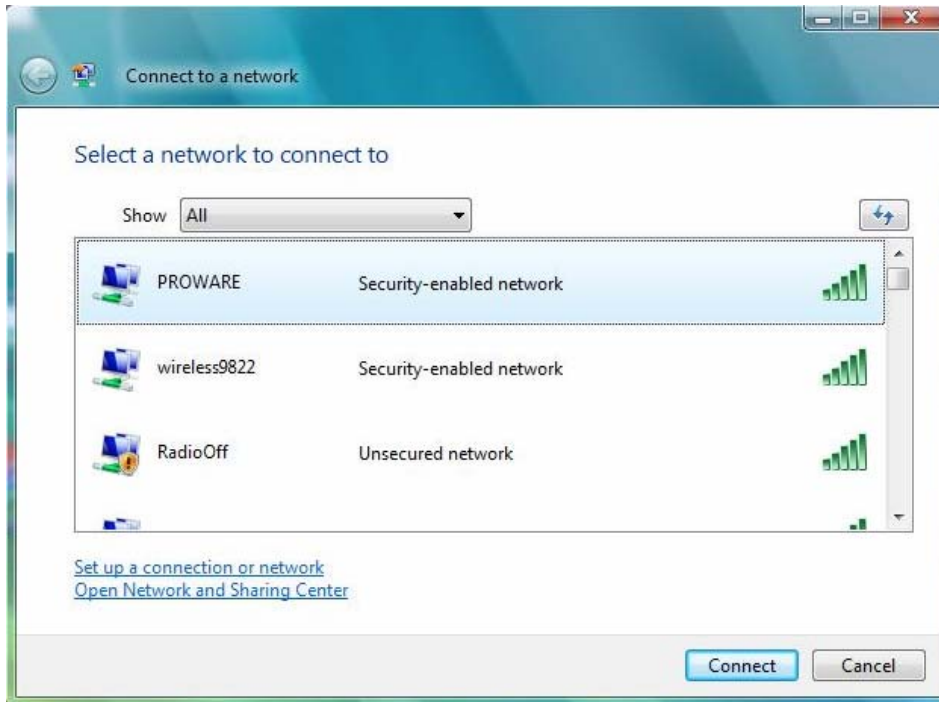 Connect to a network
Select a network to connect to
Show All
PROWARE Security-enabled network
wireless9822 Security-enabled network
RadioOff Unsecured network
Set up a connection or network
Open Network and Sharing Center
Connect Cancel